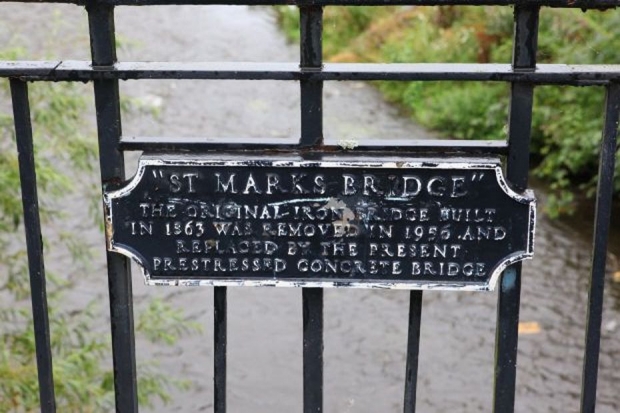 "ST MARKS BRIDGE"
THE ORIGINAL IRON BRIDGE BUILT
IN 1863 WAS REMOVED IN 1956 AND
REPLACED BY THE PRESENT
PRESTRESSED CONCRETE BRIDGE